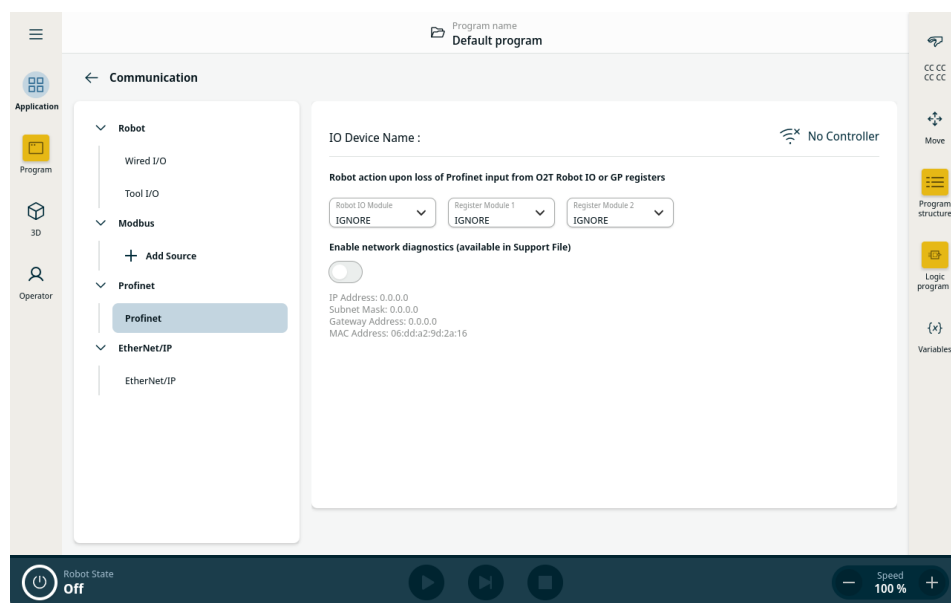 Program name
Default program
Communication
Application
Program
3D
Operator
Robot
Wired I/O
Tool I/O
Modbus
Add Source
Profinet
Profinet
EtherNet/IP
EtherNet/IP
IO Device Name :
No Controller
Robot action upon loss of Profinet input from O2T Robot IO or GP registers
Robot IO Module
IGNORE
Register Module 1
IGNORE
Register Module 2
IGNORE
Enable network diagnostics (available in Support File)
IP Address: 0.0.0.0
Subnet Mask: 0.0.0.0
Gateway Address: 0.0.0.0
MAC Address: 06:dd:a2:9d:2a:16
CC CC
CC CC
Move
Program
structure
Logic
program
{x}
Variables
Robot State
Off
Speed
100 %